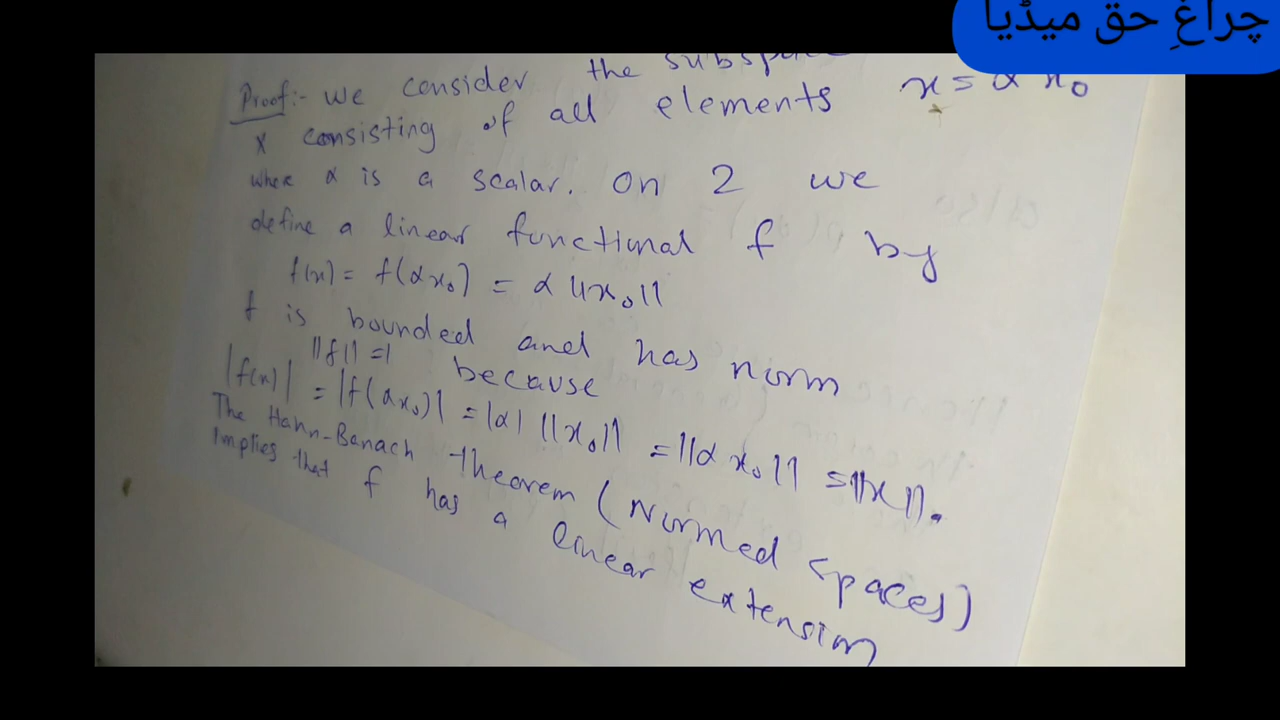 چراغِ حق میڈیا
Proof:- we consider the subspace
X consisting of all elements x = α x₀
where α is a scalar. On 2 we
define a linear functional f by
f(x) = f(αx₀) = α ||x₀||
f is bounded and has norm
||f|| = 1 because
|f(x)| = |f(αx₀)| = |α| ||x₀|| = ||α x₀|| = ||x||.
The Hahn-Banach theorem (Normed spaces)
implies that f has a linear extension